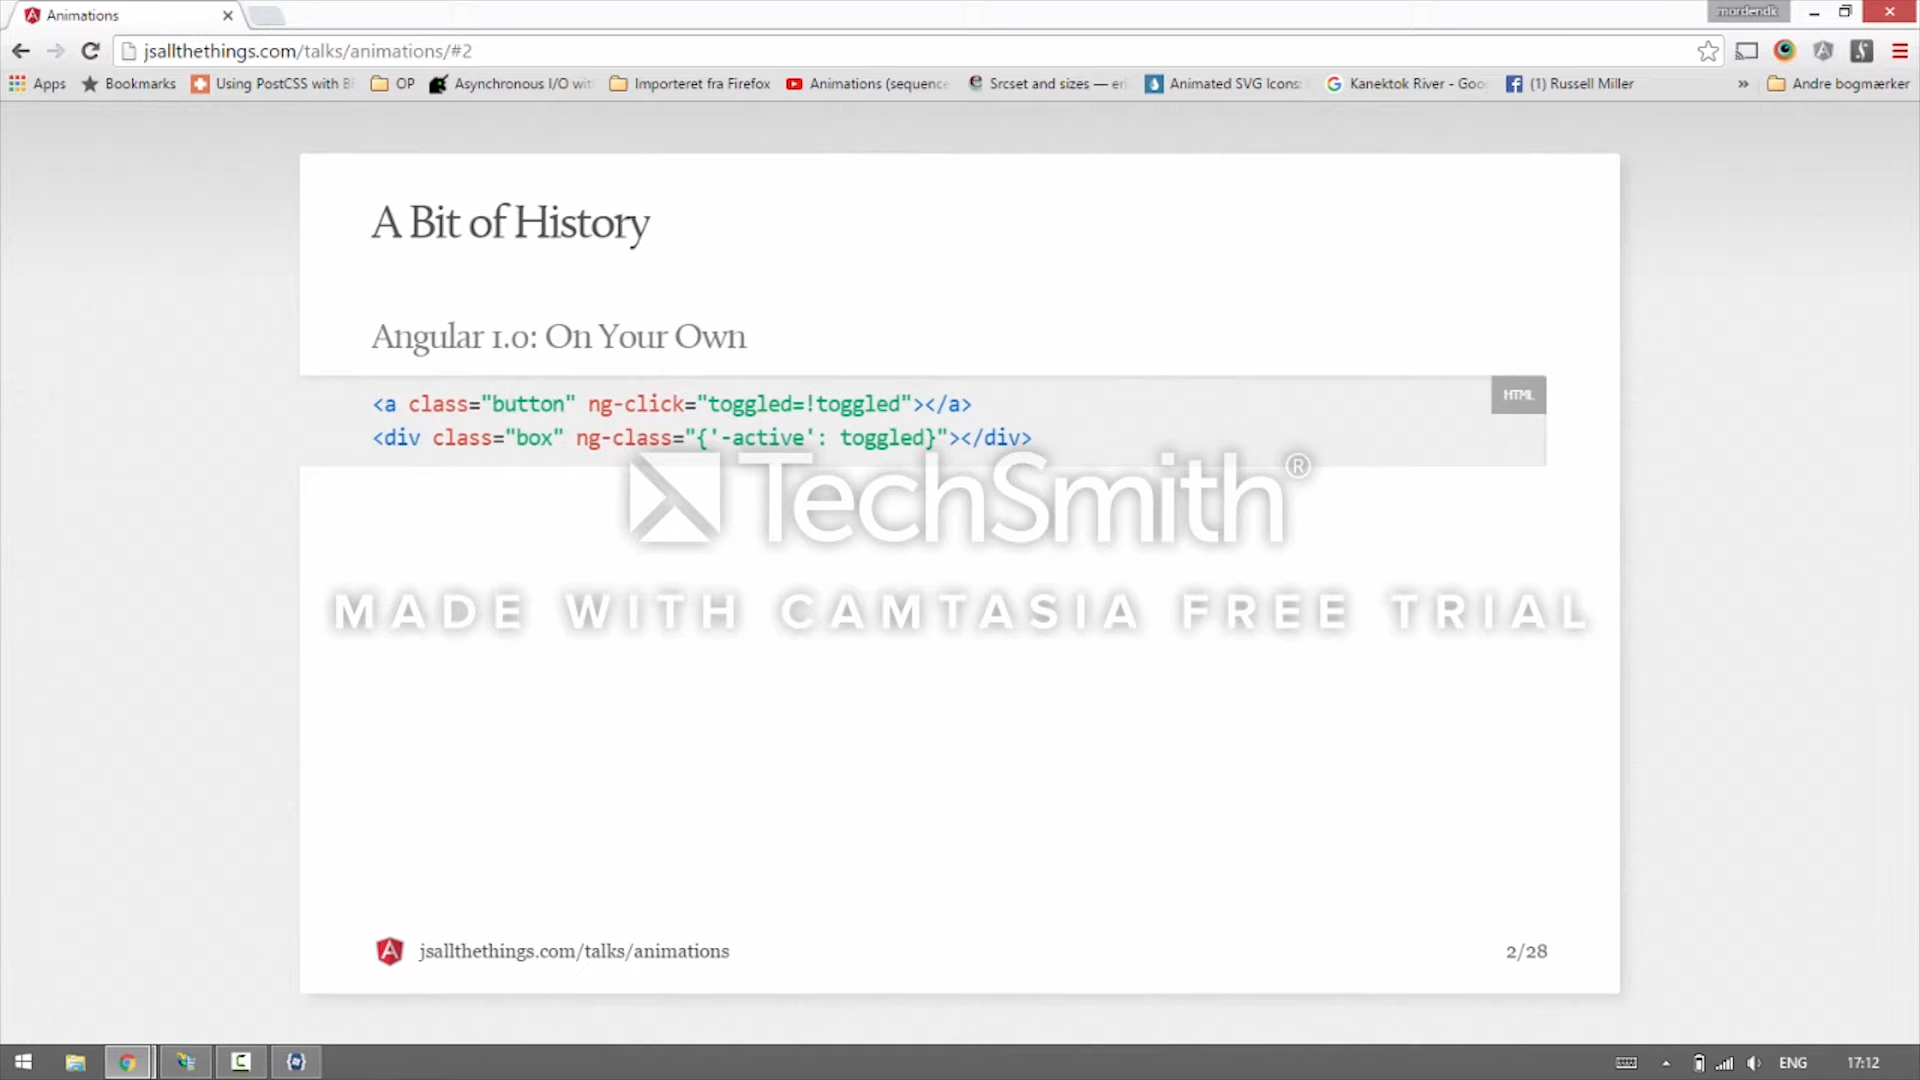 Animations
mordendk
jsallthethings.com/talks/animations/#2
Apps
Bookmarks
Using PostCSS with BE
OP
Asynchronous I/O wit
Importeret fra Firefox
Animations (sequence
Srcset and sizes — eri
Animated SVG Icons:
Kanektok River - Goo
(1) Russell Miller
»
Andre bogmærker
A Bit of History
Angular 1.0: On Your Own
HTML
<a class="button" ng-click="toggled=!toggled"></a>
<div class="box" ng-class="{'-active': toggled}"></div>
TechSmith®
MADE WITH CAMTASIA FREE TRIAL
jsallthethings.com/talks/animations
2/28
ENG
17:12